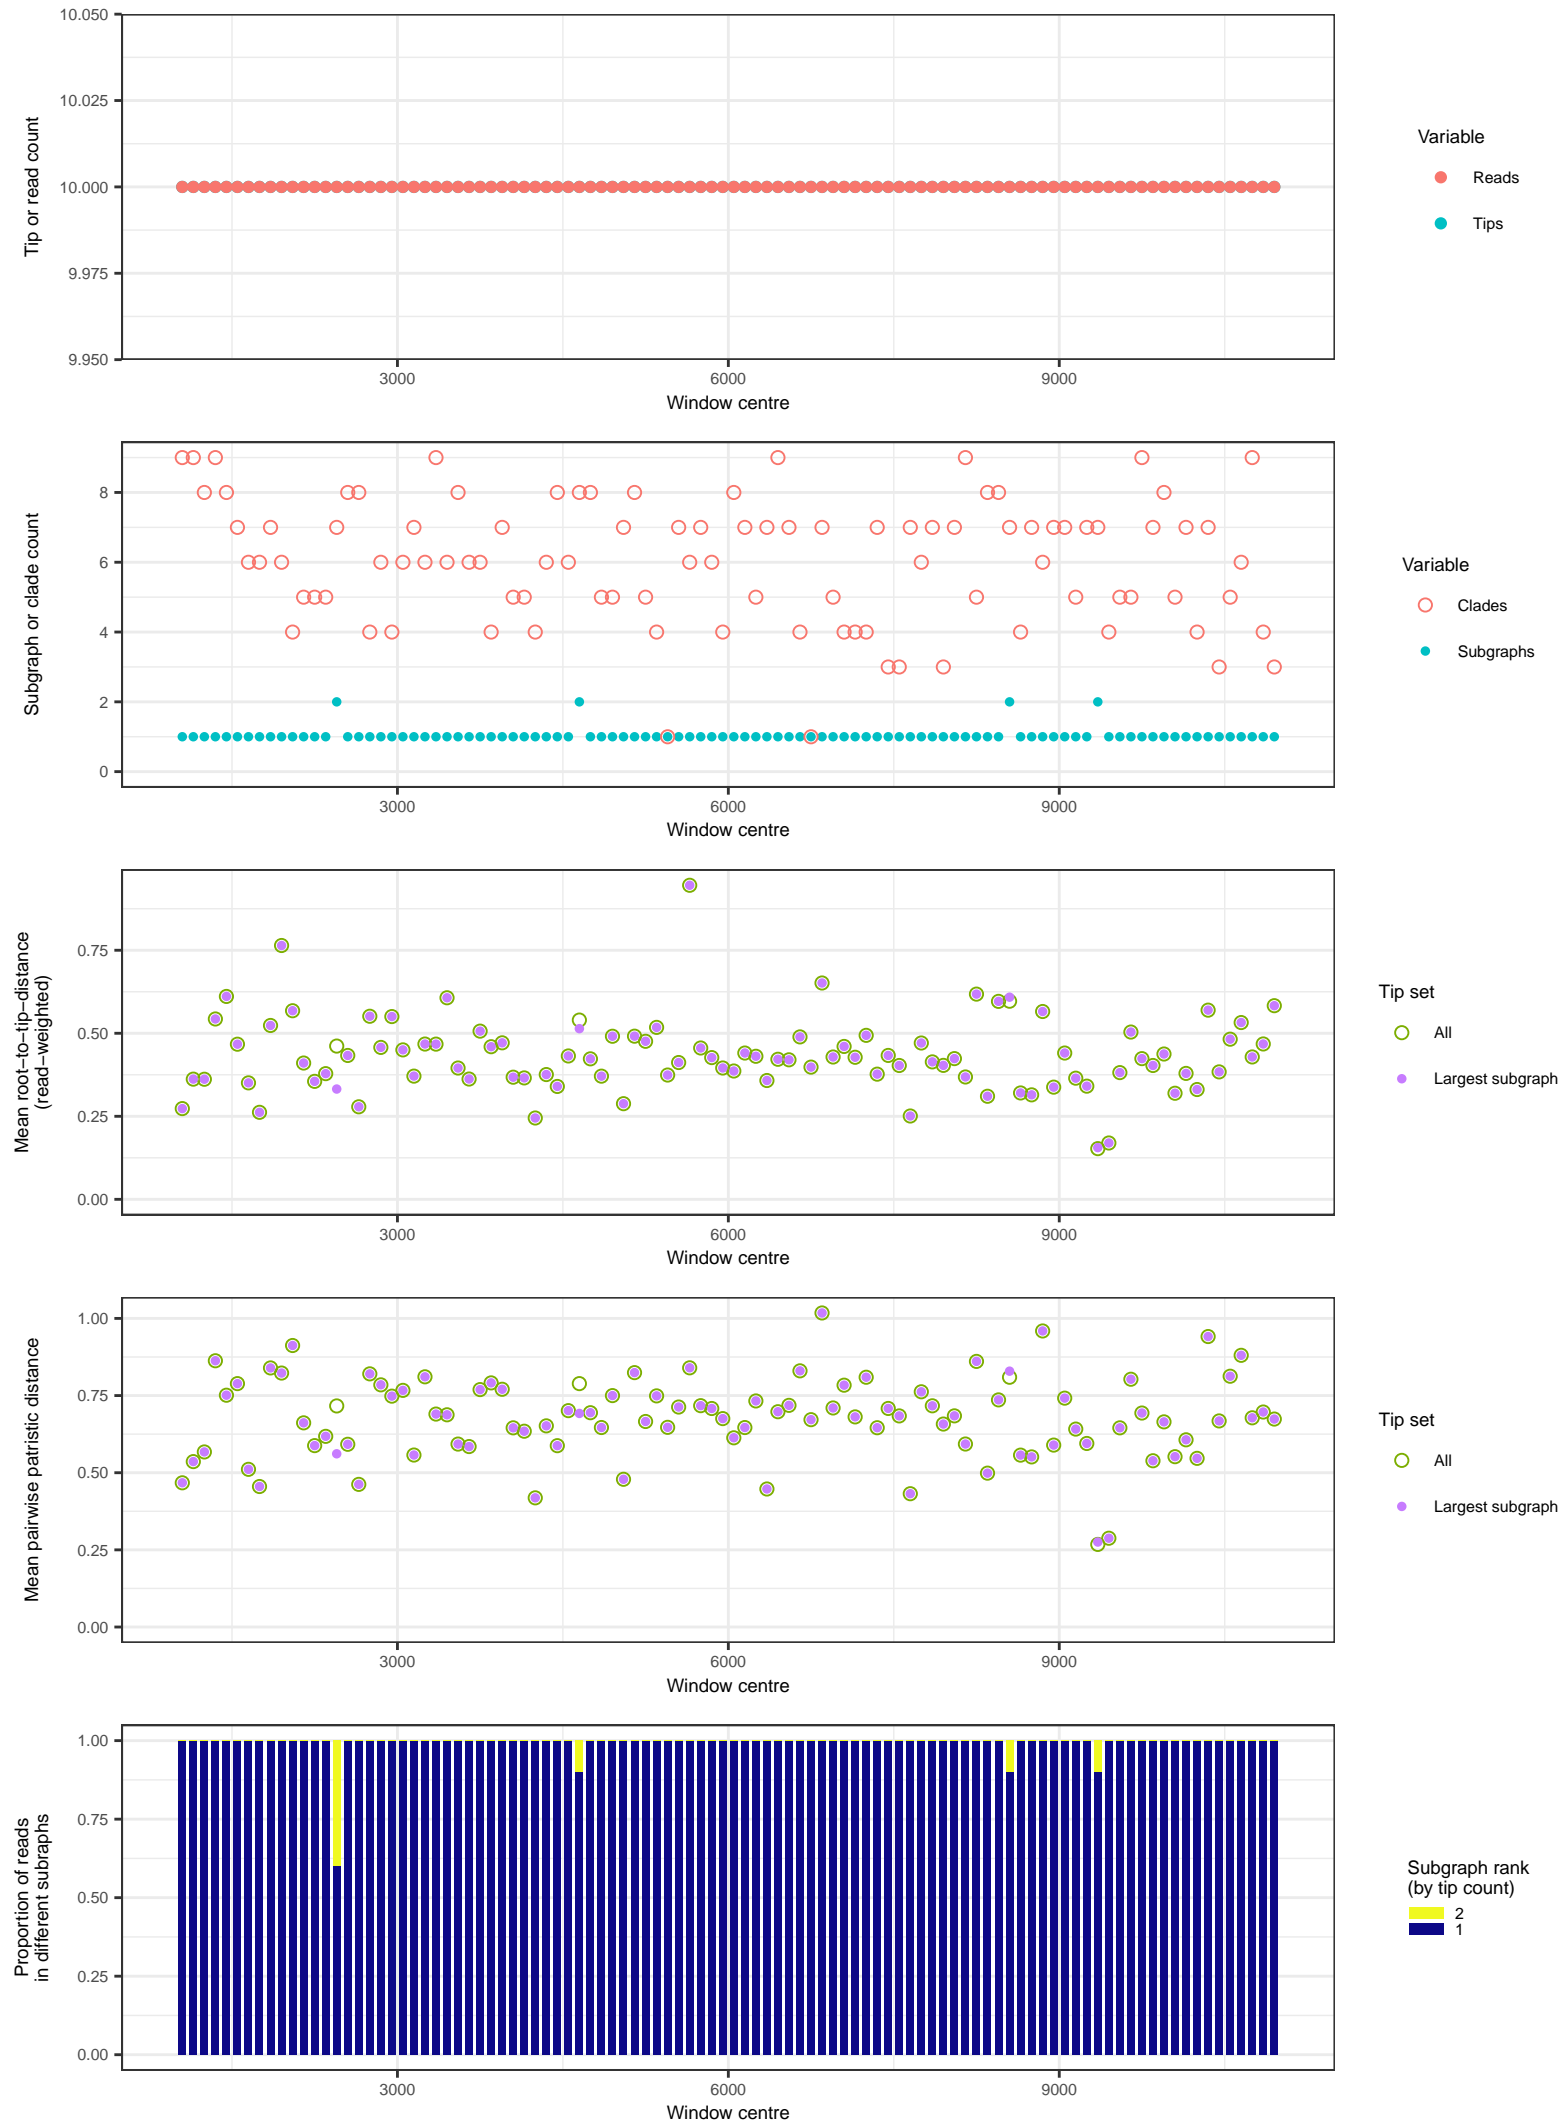 10.050
10.025
10.000
9.975
9.950
Tip or read count
3000
6000
9000
Window centre
Variable
Reads
Tips
8
6
4
2
0
Subgraph or clade count
3000
6000
9000
Window centre
Variable
Clades
Subgraphs
0.75
0.50
0.25
0.00
Mean root−to−tip−distance
(read−weighted)
3000
6000
9000
Window centre
Tip set
All
Largest subgraph
1.00
0.75
0.50
0.25
0.00
Mean pairwise patristic distance
3000
6000
9000
Window centre
Tip set
All
Largest subgraph
1.00
0.75
0.50
0.25
0.00
Proportion of reads
in different subraphs
3000
6000
9000
Window centre
Subgraph rank
(by tip count)
2
1